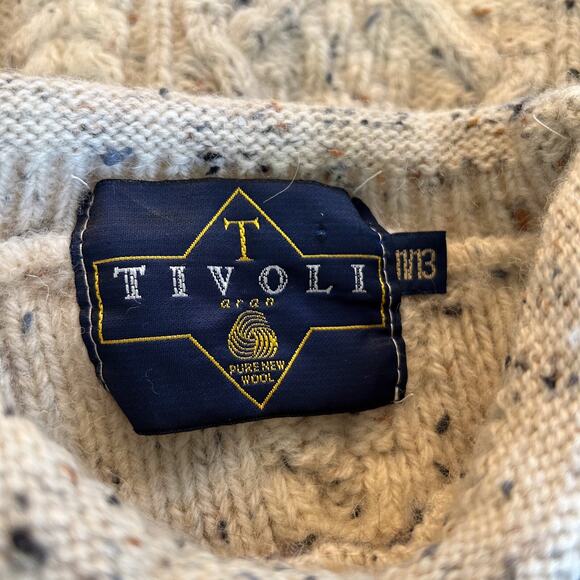 T
TIVOLI
aran
PURE NEW
WOOL
11/13